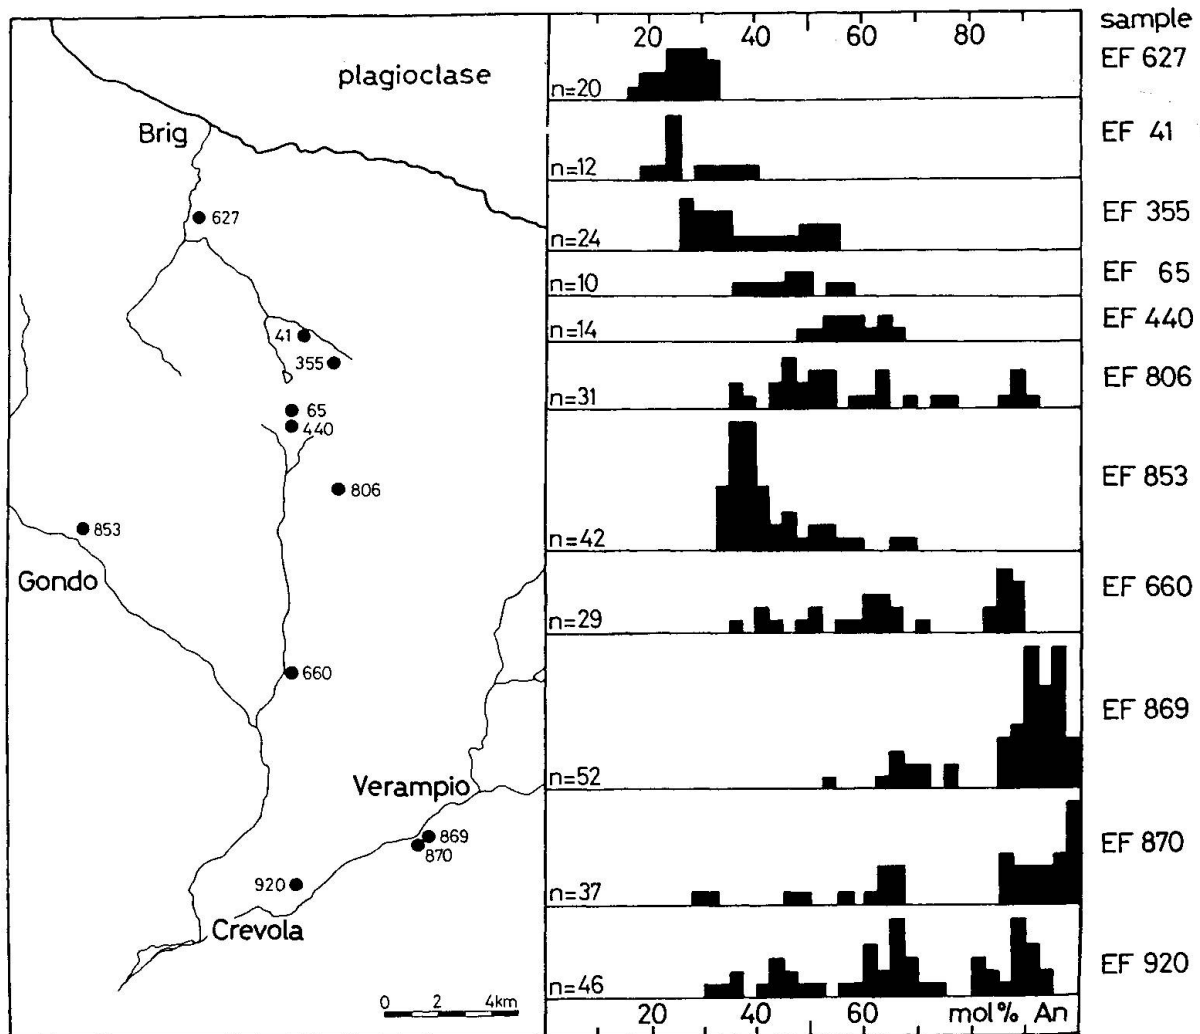 plagioclase
Brig
627
41
355
65
440
806
853
Gondo
660
Verampio
869
870
920
Crevola
0 2 4km
20 40 60 80
sample
n=20 EF 627
n=12 EF 41
n=24 EF 355
n=10 EF 65
n=14 EF 440
n=31 EF 806
n=42 EF 853
n=29 EF 660
n=52 EF 869
n=37 EF 870
n=46 EF 920
20 40 60 mol% An